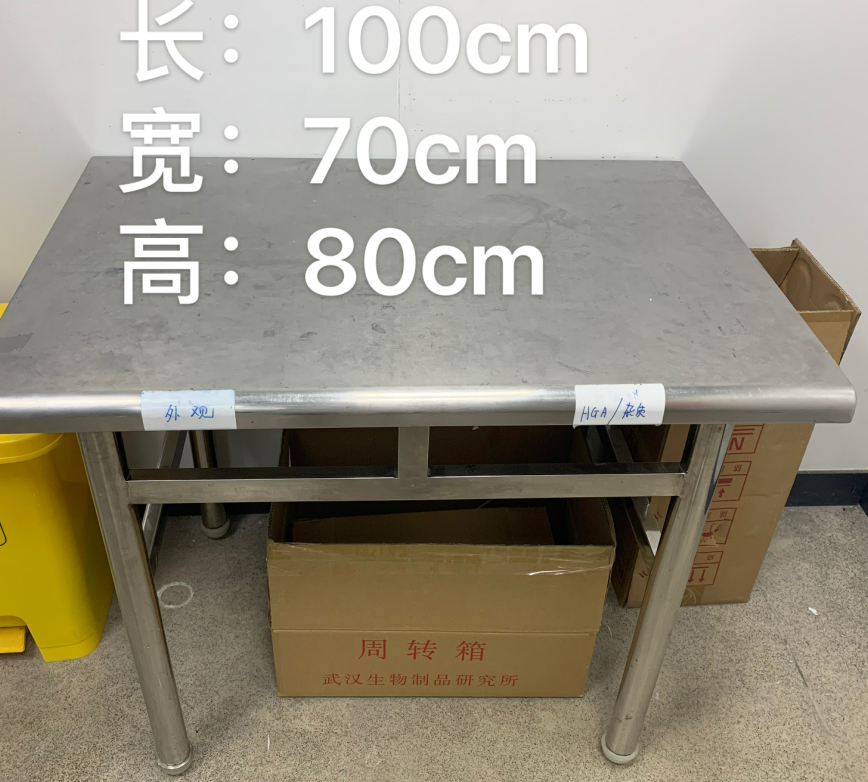 长：100cm
宽：70cm
高：80cm
外观
HGA/
周转箱
武汉生物制品研究所